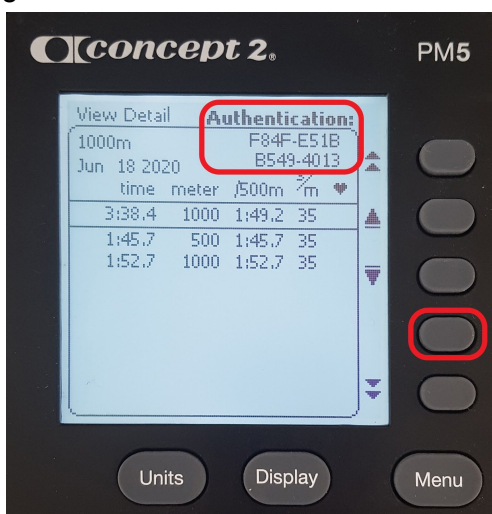 concept 2® PM5
View Detail Authentication:
1000m F84F-E51B
Jun 18 2020 B549-4013
time meter /500m s/m ♥
3:38.4 1000 1:49.2 35
1:45.7 500 1:45.7 35
1:52.7 1000 1:52.7 35
Units Display Menu